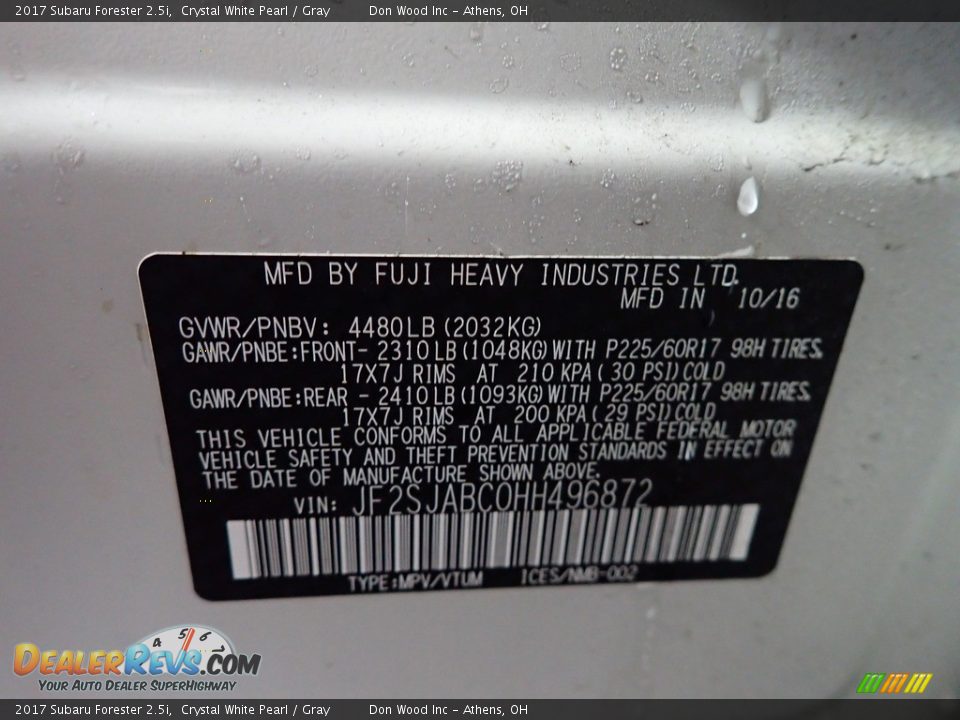 2017 Subaru Forester 2.5i, Crystal White Pearl / Gray Don Wood Inc - Athens, OH
MFD BY FUJI HEAVY INDUSTRIES LTD.
MFD IN 10/16
GVWR/PNBV: 4480LB(2032KG)
GAWR/PNBE:FRONT- 2310LB(1048KG)WITH P225/60R17 98H TIRES.
17X7J RIMS AT 210 KPA( 30 PSI)COLD
GAWR/PNBE:REAR - 2410LB(1093KG)WITH P225/60R17 98H TIRES.
17X7J RIMS AT 200 KPA( 29 PSI)COLD
THIS VEHICLE CONFORMS TO ALL APPLICABLE FEDERAL MOTOR
VEHICLE SAFETY AND THEFT PREVENTION STANDARDS IN EFFECT ON
THE DATE OF MANUFACTURE SHOWN ABOVE.
VIN: JF2SJABC0HH496872
TYPE:MPV/VTUM ICES/NMB-002
4 5 6
DEALERREVS.COM
YOUR AUTO DEALER SUPERHIGHWAY
2017 Subaru Forester 2.5i, Crystal White Pearl / Gray Don Wood Inc - Athens, OH